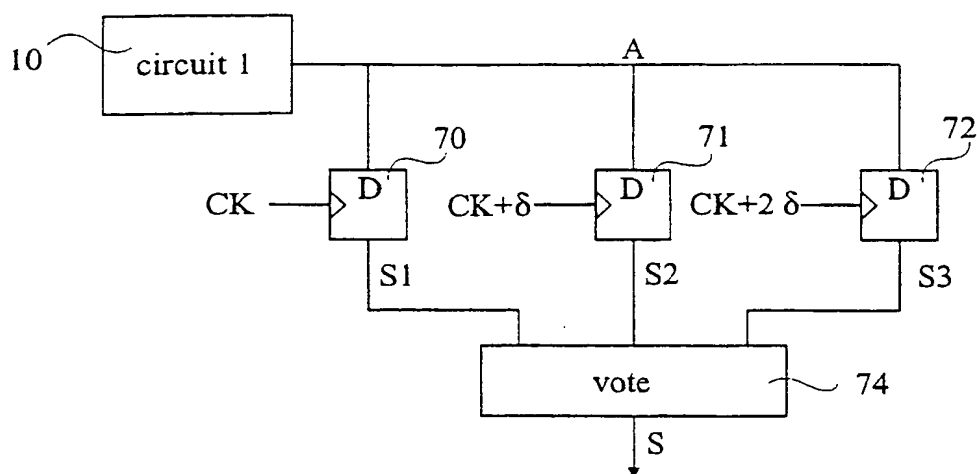 10
circuit 1
A
70
71
72
D
D
D
CK
CK+δ
CK+2 δ
S1
S2
S3
vote
74
S